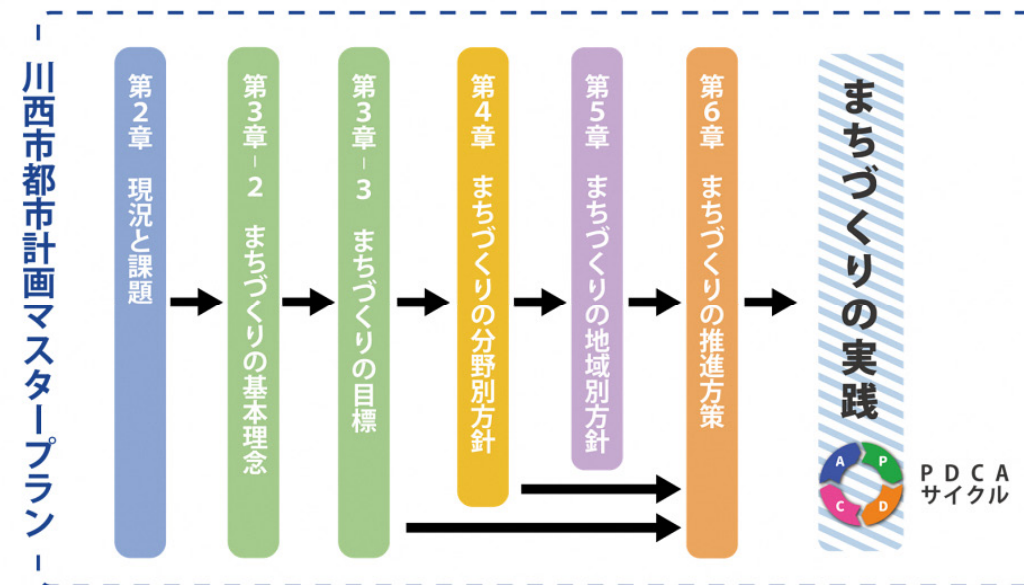 川西市都市計画マスタープラン
第2章 現況と課題
第3章－2 まちづくりの基本理念
第3章－3 まちづくりの目標
第4章 まちづくりの分野別方針
第5章 まちづくりの地域別方針
第6章 まちづくりの推進方策
まちづくりの実践
A
P
C
D
PDCA
サイクル